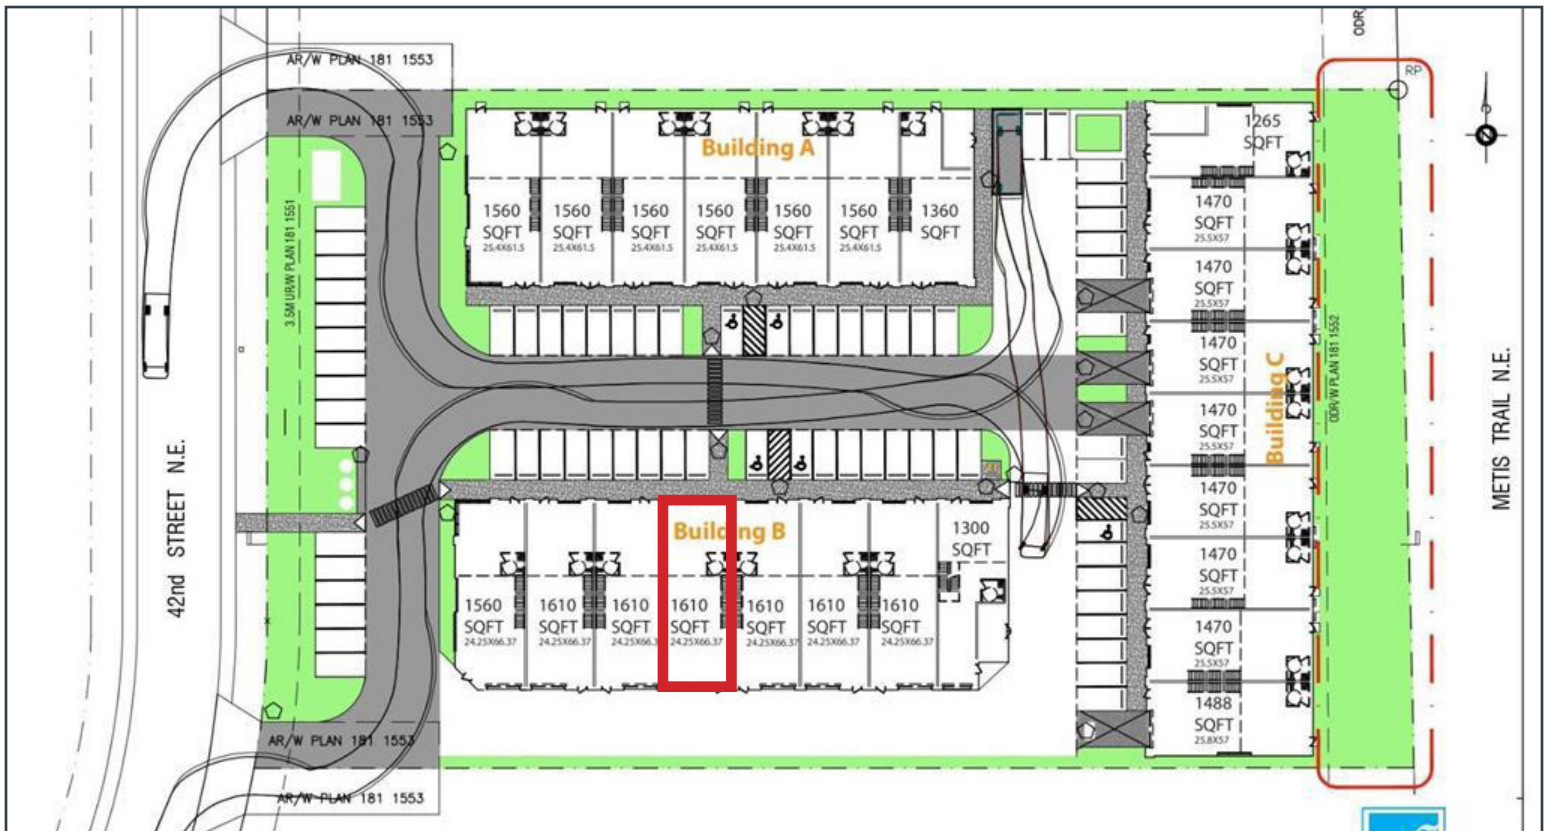 AR/W PLAN 181 1553
AR/W PLAN 181 1553
3.5M UR/W PLAN 181 1551
42nd STREET N.E.
Building A
1560
SQFT
25.4X61.5
1560
SQFT
25.4X61.5
1560
SQFT
25.4X61.5
1560
SQFT
25.4X61.5
1560
SQFT
25.4X61.5
1560
SQFT
25.4X61.5
1360
SQFT
Building B
1560
SQFT
24.25X66.37
1610
SQFT
24.25X66.37
1610
SQFT
24.25X66.37
1610
SQFT
24.25X66.37
1610
SQFT
24.25X66.37
1610
SQFT
24.25X66.37
1610
SQFT
24.25X66.37
1300
SQFT
Building C
1265
SQFT
1470
SQFT
25.5X57
1470
SQFT
25.5X57
1470
SQFT
25.5X57
1470
SQFT
25.5X57
1470
SQFT
25.5X57
1470
SQFT
25.5X57
1470
SQFT
25.5X57
1488
SQFT
25.8X57
ODR/W PLAN 181 1552
ODR/
RP
METIS TRAIL N.E.
AR/W PLAN 181 1553
AR/W PLAN 181 1553